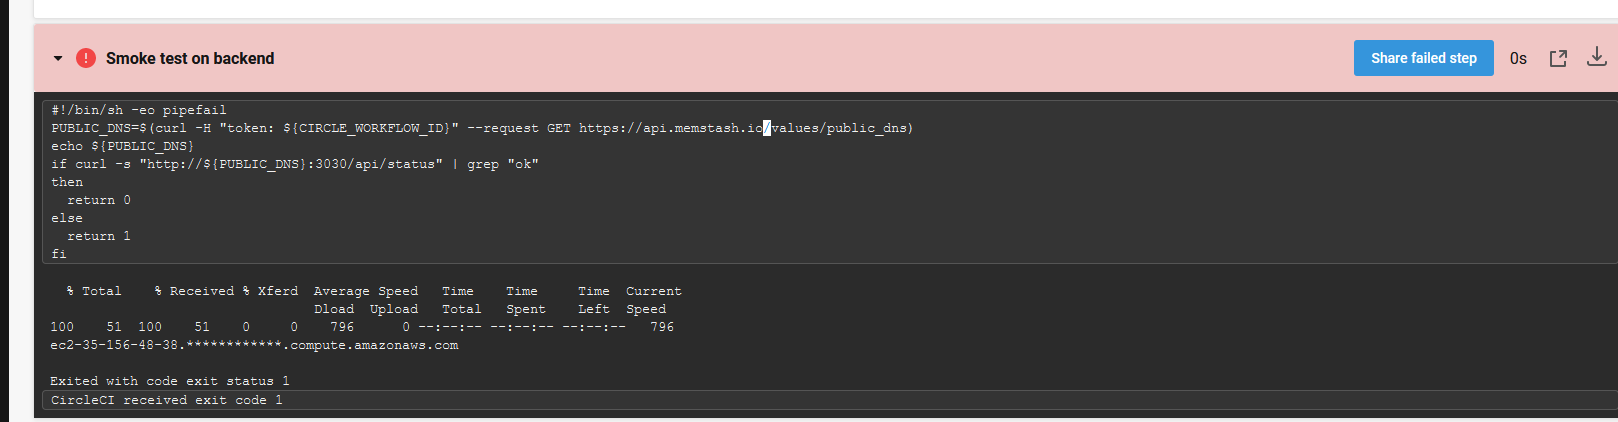 Smoke test on backend
Share failed step
0s
#!/bin/sh -eo pipefail
PUBLIC_DNS=$(curl -H "token: ${CIRCLE_WORKFLOW_ID}" --request GET https://api.memstash.io/values/public_dns)
echo ${PUBLIC_DNS}
if curl -s "http://${PUBLIC_DNS}:3030/api/status" | grep "ok"
then
  return 0
else
  return 1
fi
  % Total    % Received % Xferd  Average Speed   Time    Time     Time  Current
                                 Dload  Upload   Total   Spent    Left  Speed
100    51  100    51    0     0    796      0 --:--:-- --:--:-- --:--:--   796
ec2-35-156-48-38.************.compute.amazonaws.com
Exited with code exit status 1
CircleCI received exit code 1